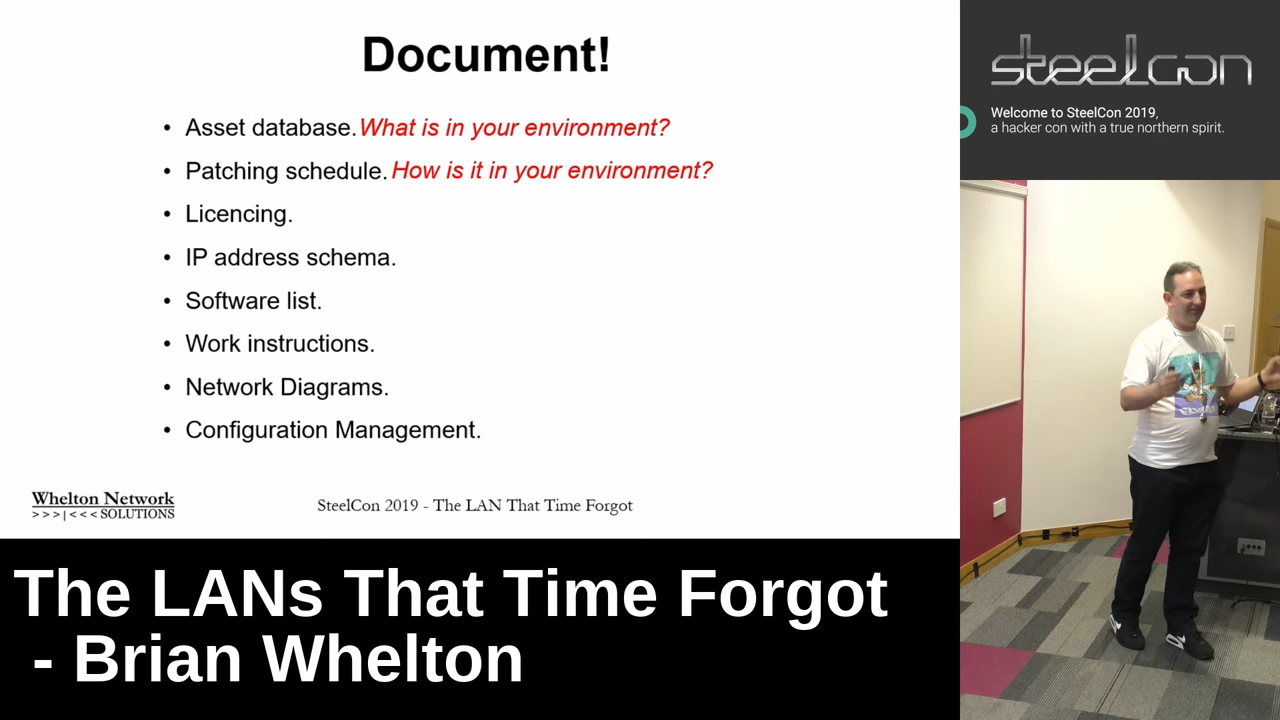 Document!
• Asset database. What is in your environment?
• Patching schedule. How is it in your environment?
• Licencing.
• IP address schema.
• Software list.
• Work instructions.
• Network Diagrams.
• Configuration Management.
Whelton Network
>>>|<<< SOLUTIONS
SteelCon 2019 - The LAN That Time Forgot
The LANs That Time Forgot
- Brian Whelton
steelcon
Welcome to SteelCon 2019,
a hacker con with a true northern spirit.